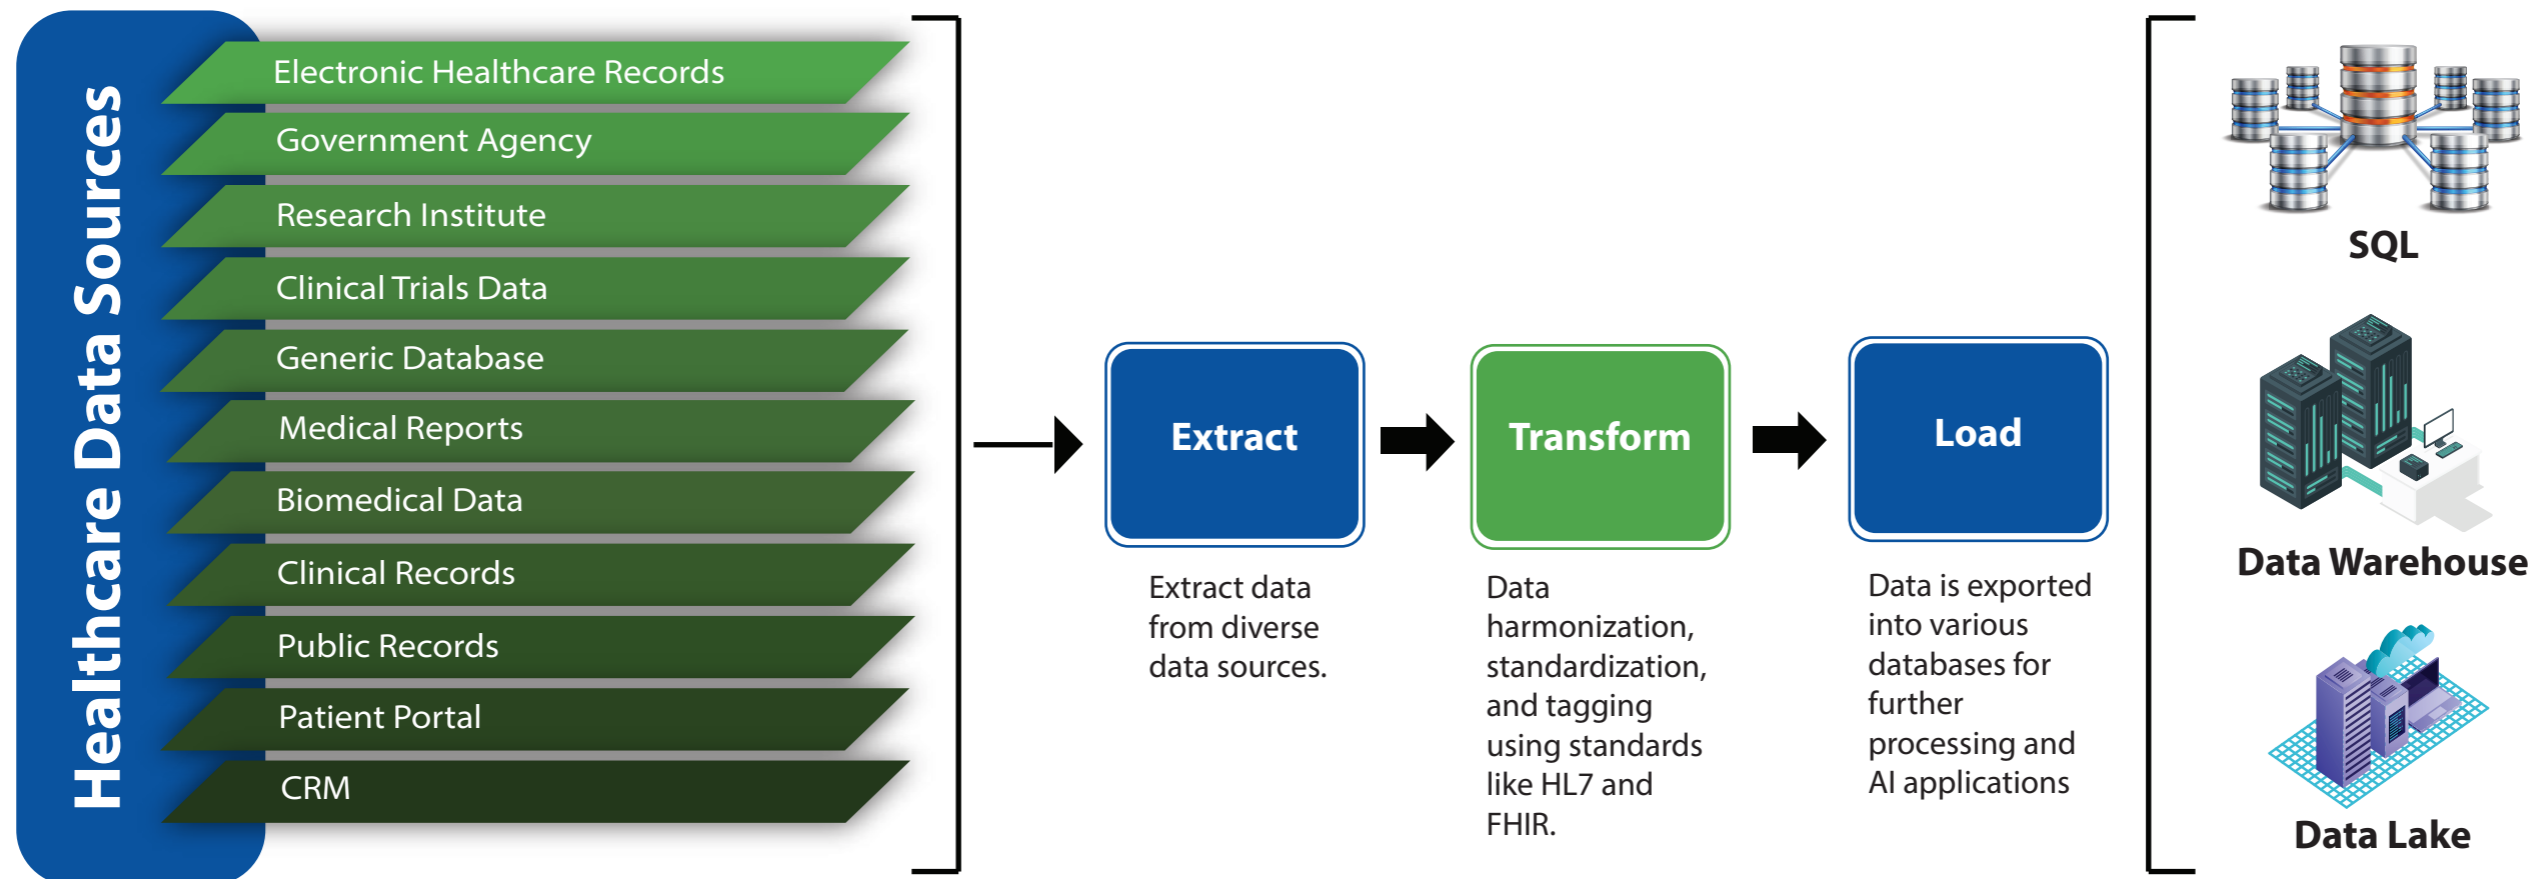 Healthcare Data Sources
Electronic Healthcare Records
Government Agency
Research Institute
Clinical Trials Data
Generic Database
Medical Reports
Biomedical Data
Clinical Records
Public Records
Patient Portal
CRM
Extract
Extract data
from diverse
data sources.
Transform
Data
harmonization,
standardization,
and tagging
using standards
like HL7 and
FHIR.
Load
Data is exported
into various
databases for
further
processing and
AI applications
SQL
Data Warehouse
Data Lake